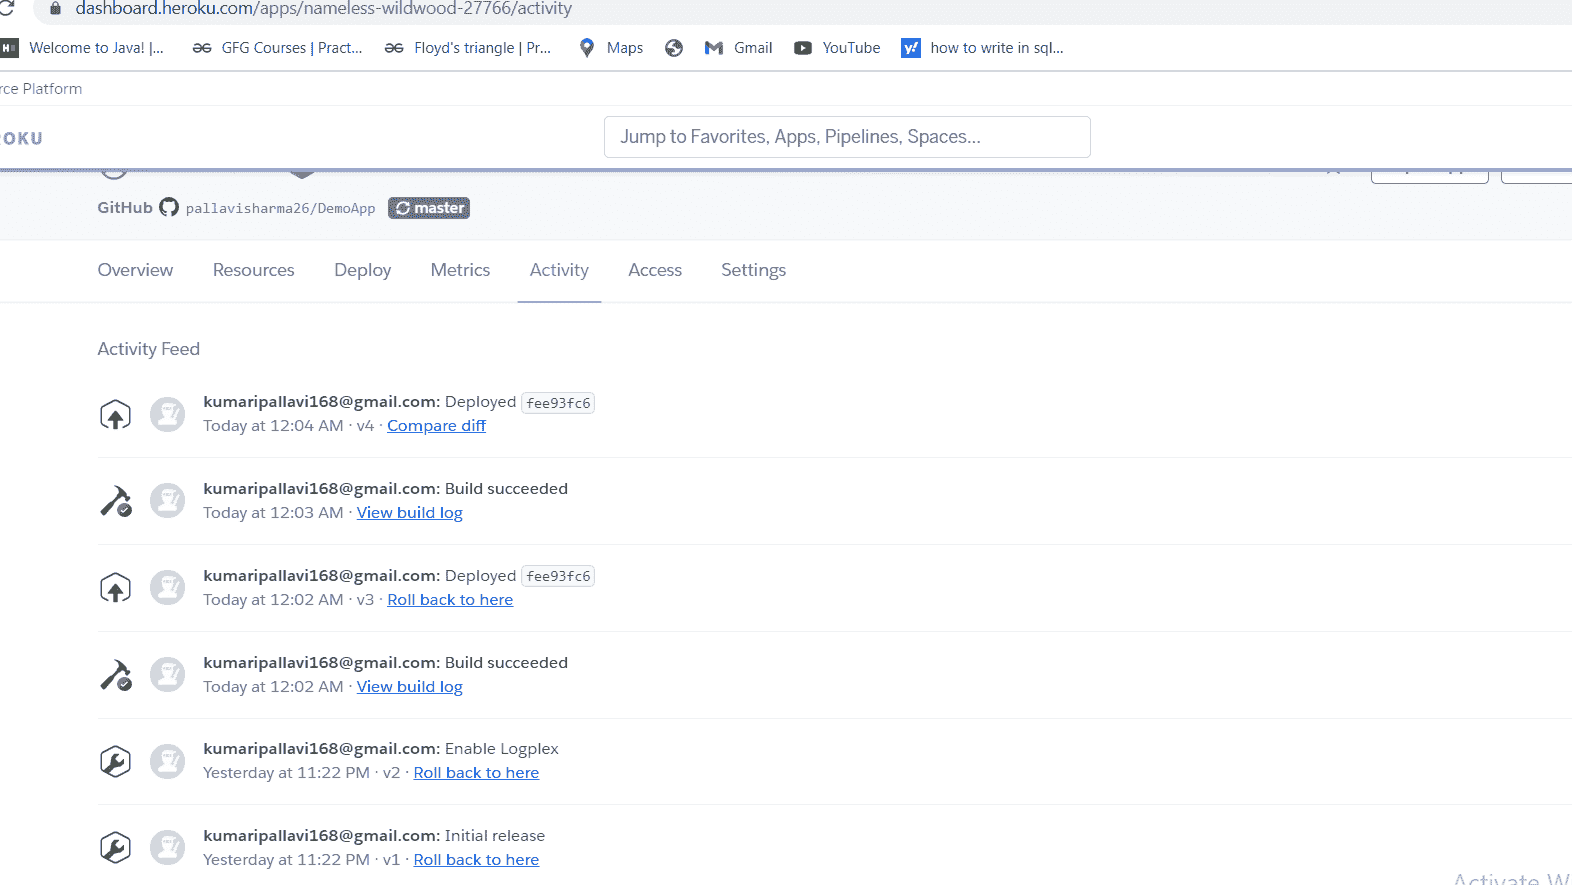 dashboard.heroku.com/apps/nameless-wildwood-27766/activity
Welcome to Java! |... GFG Courses | Pract... Floyd's triangle | Pr... Maps Gmail YouTube how to write in sql...
rce Platform
ROKU Jump to Favorites, Apps, Pipelines, Spaces...
GitHub pallavisharma26/DemoApp master
Overview Resources Deploy Metrics Activity Access Settings
Activity Feed
kumaripallavi168@gmail.com: Deployed fee93fc6
Today at 12:04 AM · v4 · Compare diff
kumaripallavi168@gmail.com: Build succeeded
Today at 12:03 AM · View build log
kumaripallavi168@gmail.com: Deployed fee93fc6
Today at 12:02 AM · v3 · Roll back to here
kumaripallavi168@gmail.com: Build succeeded
Today at 12:02 AM · View build log
kumaripallavi168@gmail.com: Enable Logplex
Yesterday at 11:22 PM · v2 · Roll back to here
kumaripallavi168@gmail.com: Initial release
Yesterday at 11:22 PM · v1 · Roll back to here
Activate W